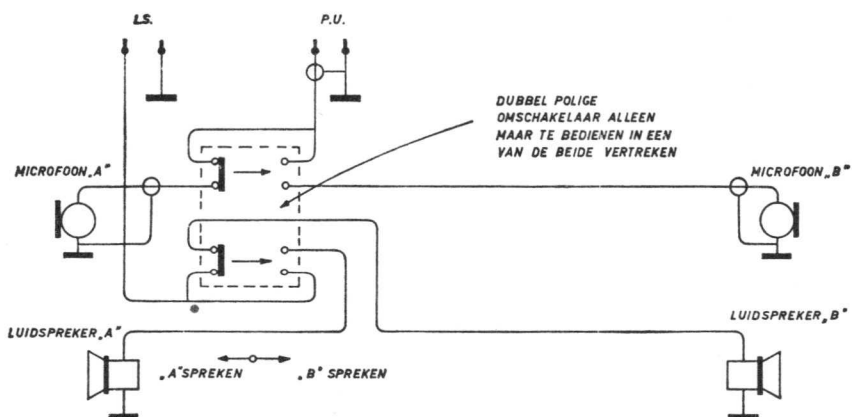 L.S.
P.U.
DUBBEL POLIGE
OMSCHAKELAAR ALLEEN
MAAR TE BEDIENEN IN EEN
VAN DE BEIDE VERTREKEN
MICROFOON „A"
MICROFOON „B"
LUIDSPREKER „A"
LUIDSPREKER „B"
„A" SPREKEN
„B" SPREKEN